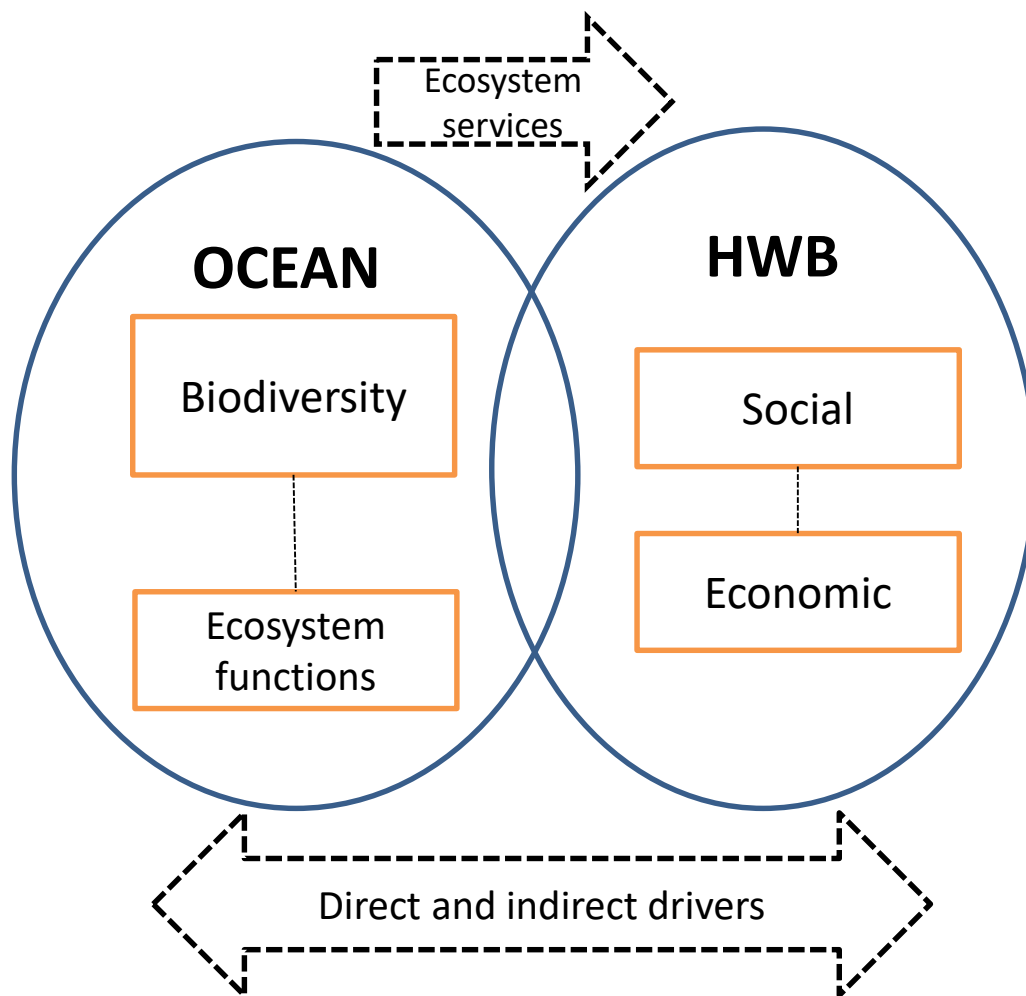 Ecosystem
services
OCEAN
HWB
Biodiversity
Social
Economic
Ecosystem
functions
Direct and indirect drivers